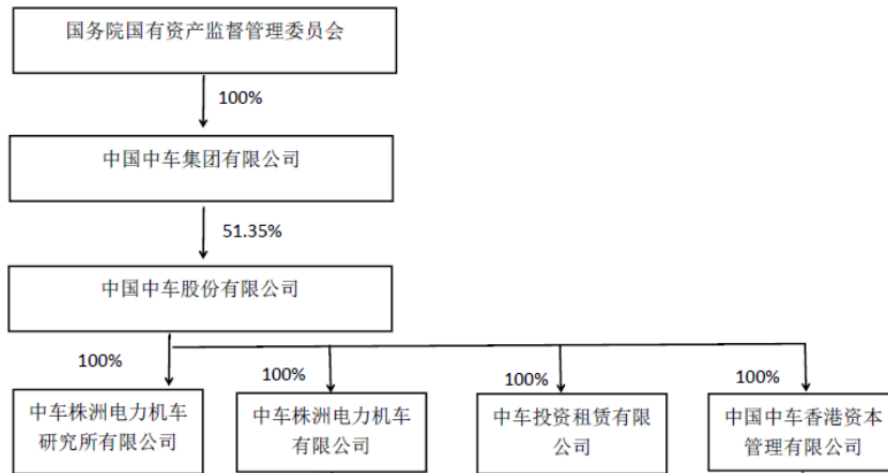 国务院国有资产监督管理委员会
100%
中国中车集团有限公司
51.35%
中国中车股份有限公司
100%
100%
100%
100%
中车株洲电力机车
研究所有限公司
中车株洲电力机车
有限公司
中车投资租赁有限
公司
中国中车香港资本
管理有限公司